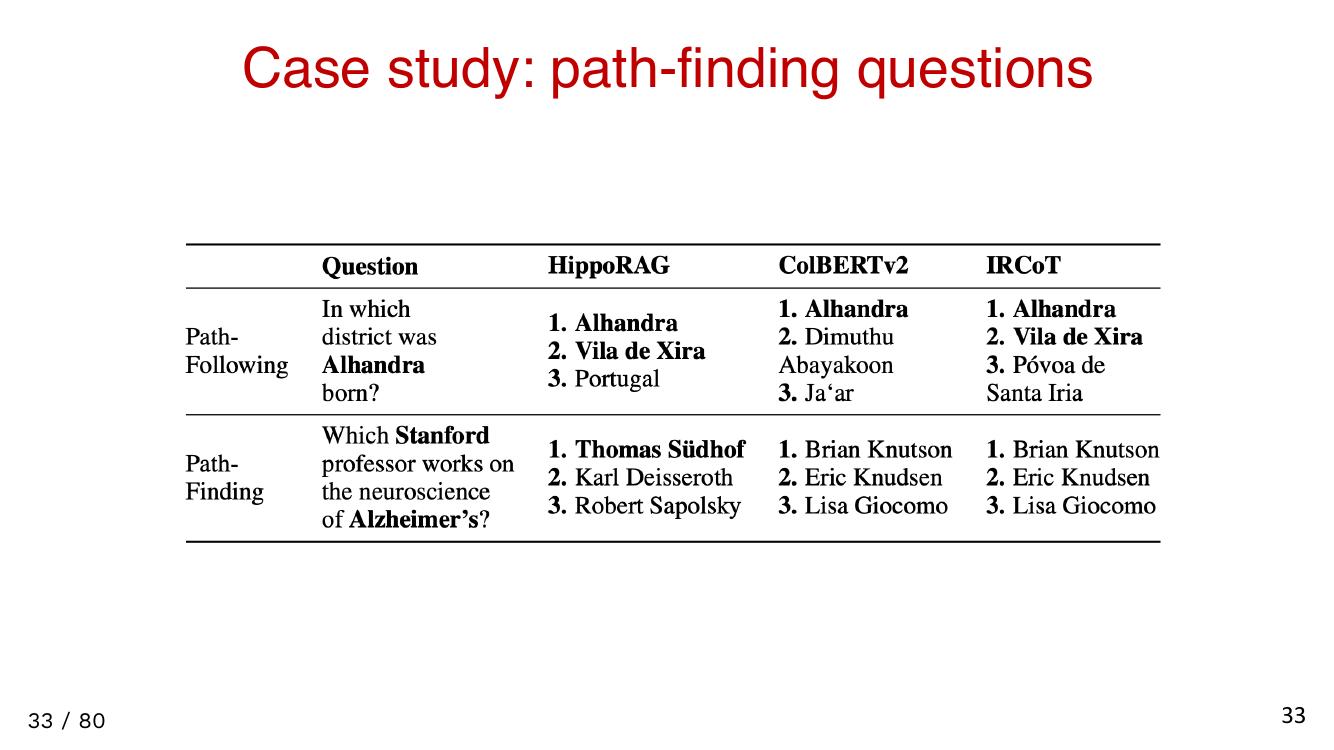 Case study: path-finding questions
Question HippoRAG ColBERTv2 IRCoT
Path-
Following
In which
district was
Alhandra
born?
1. Alhandra
2. Vila de Xira
3. Portugal
1. Alhandra
2. Dimuthu
Abayakoon
3. Ja‘ar
1. Alhandra
2. Vila de Xira
3. Póvoa de
Santa Iria
Path-
Finding
Which Stanford
professor works on
the neuroscience
of Alzheimer’s?
1. Thomas Südhof
2. Karl Deisseroth
3. Robert Sapolsky
1. Brian Knutson
2. Eric Knudsen
3. Lisa Giocomo
1. Brian Knutson
2. Eric Knudsen
3. Lisa Giocomo
33 / 80
33